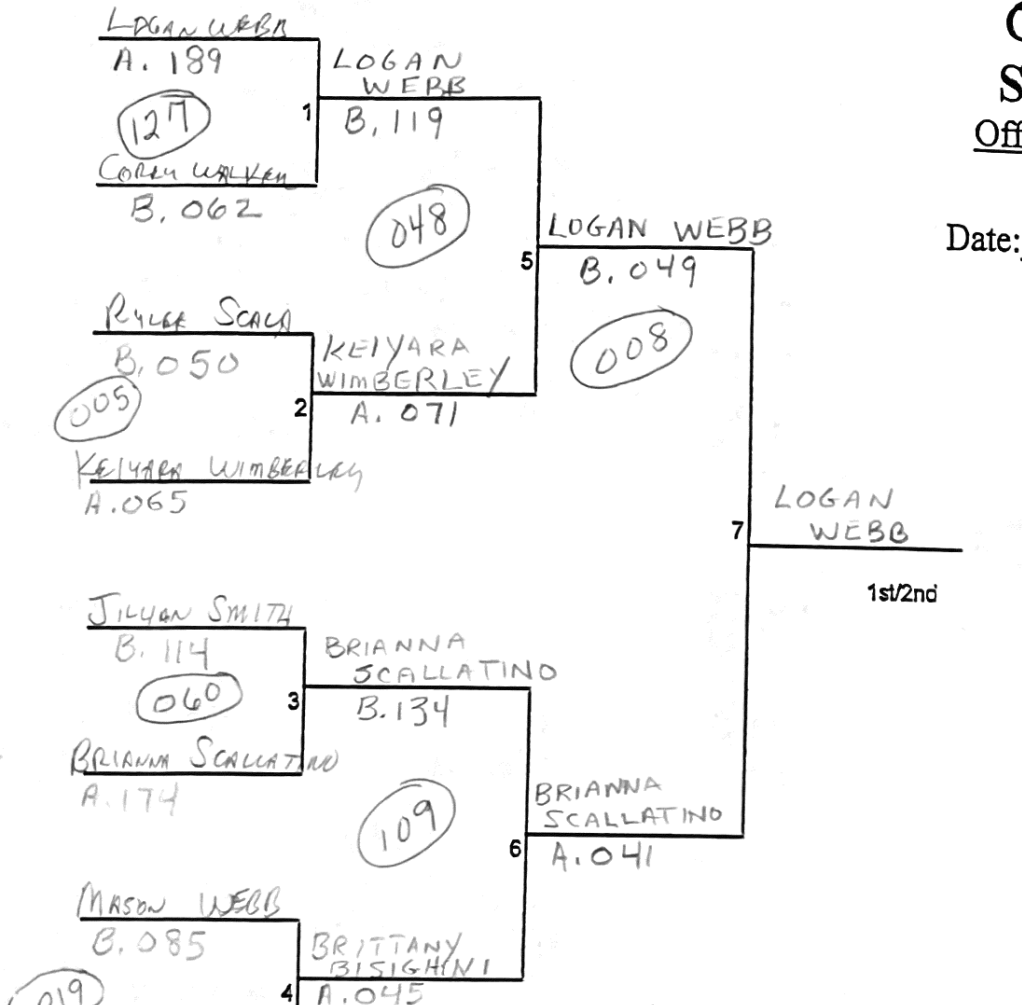 LOGAN WEBB
A. 189
127
1
COREY WALKER
B. 062
LOGAN
WEBB
B. 119
048
5
RYLEE SCALA
B. 050
005
2
KEIYARA WIMBERLEY
A. 065
KEIYARA
WIMBERLEY
A. 071
LOGAN WEBB
B. 049
008
7
JILLIAN SMITH
B. 114
060
3
BRIANNA SCALLATINO
A. 174
BRIANNA
SCALLATINO
B. 134
109
6
MASON WEBB
B. 085
019
4
BRITTANY
BISIGHINI
A. 045
BRIANNA
SCALLATINO
A. 041
LOGAN
WEBB
1st/2nd
Off
Date: